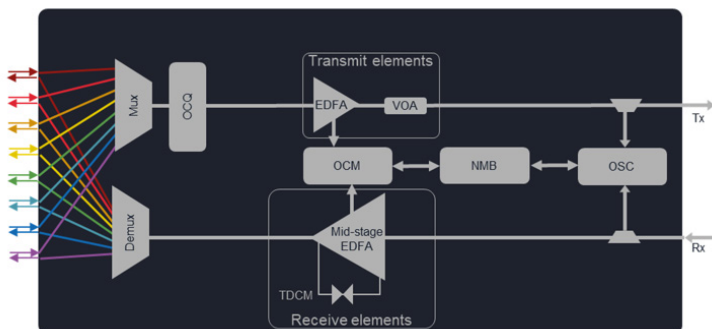 Transmit elements
Mux
OCQ
EDFA
VOA
Tx
OCM
NMB
OSC
Demux
Mid-stage
EDFA
Rx
TDCM
Receive elements